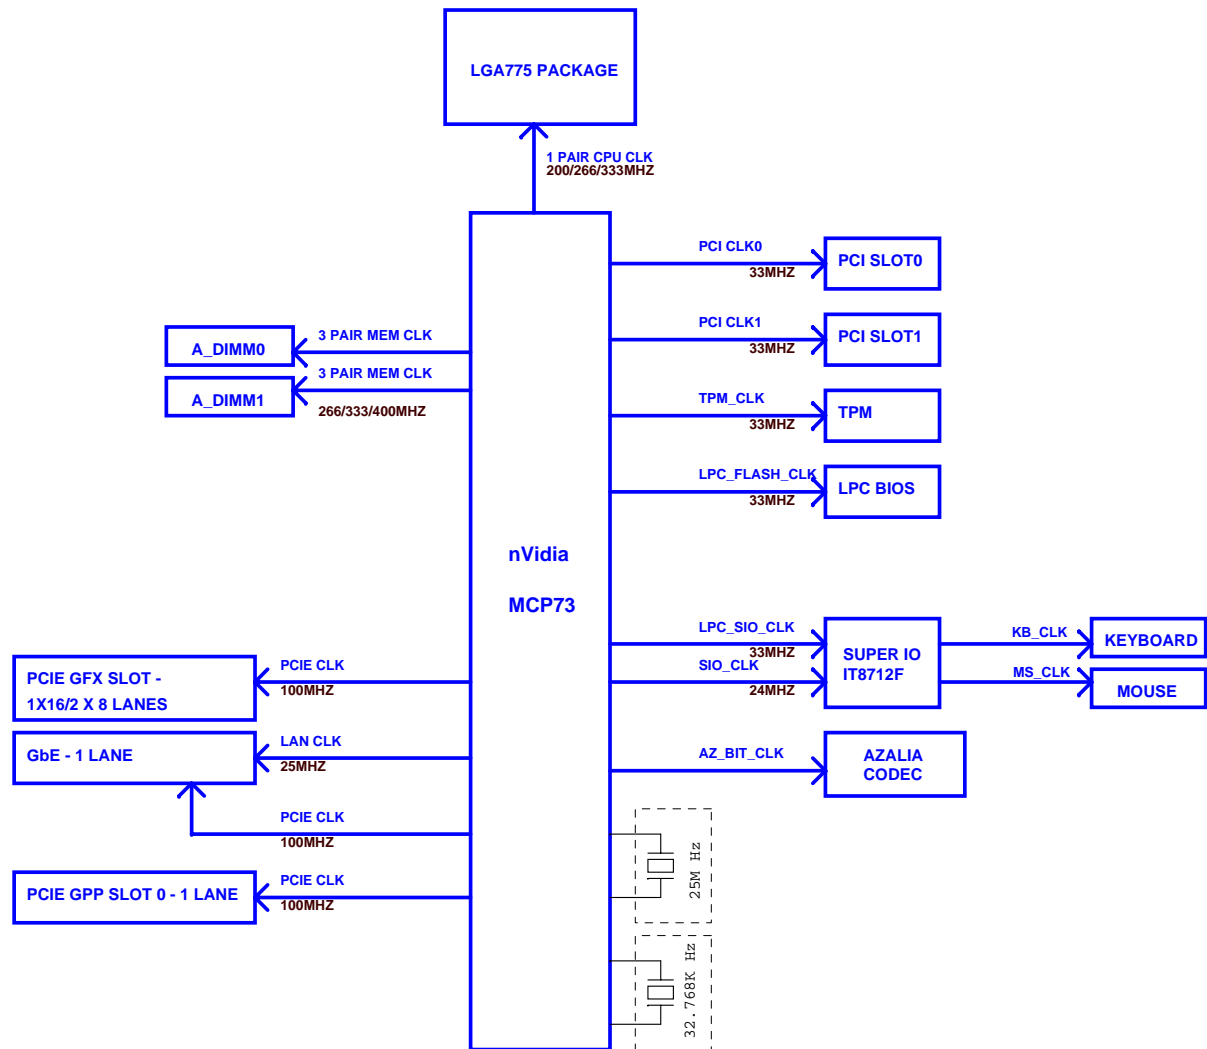 LGA775 PACKAGE
1 PAIR CPU CLK
200/266/333MHZ
PCI CLK0
33MHZ
PCI SLOT0
PCI CLK1
33MHZ
PCI SLOT1
3 PAIR MEM CLK
A_DIMM0
3 PAIR MEM CLK
A_DIMM1
266/333/400MHZ
TPM_CLK
33MHZ
TPM
LPC_FLASH_CLK
33MHZ
LPC BIOS
nVidia
MCP73
LPC_SIO_CLK
33MHZ
SIO_CLK
24MHZ
SUPER IO
IT8712F
KB_CLK
KEYBOARD
MS_CLK
MOUSE
PCIE GFX SLOT -
1X16/2 X 8 LANES
PCIE CLK
100MHZ
GbE - 1 LANE
LAN CLK
25MHZ
AZ_BIT_CLK
AZALIA
CODEC
PCIE CLK
100MHZ
PCIE GPP SLOT 0 - 1 LANE
PCIE CLK
100MHZ
25M Hz
32.768K Hz